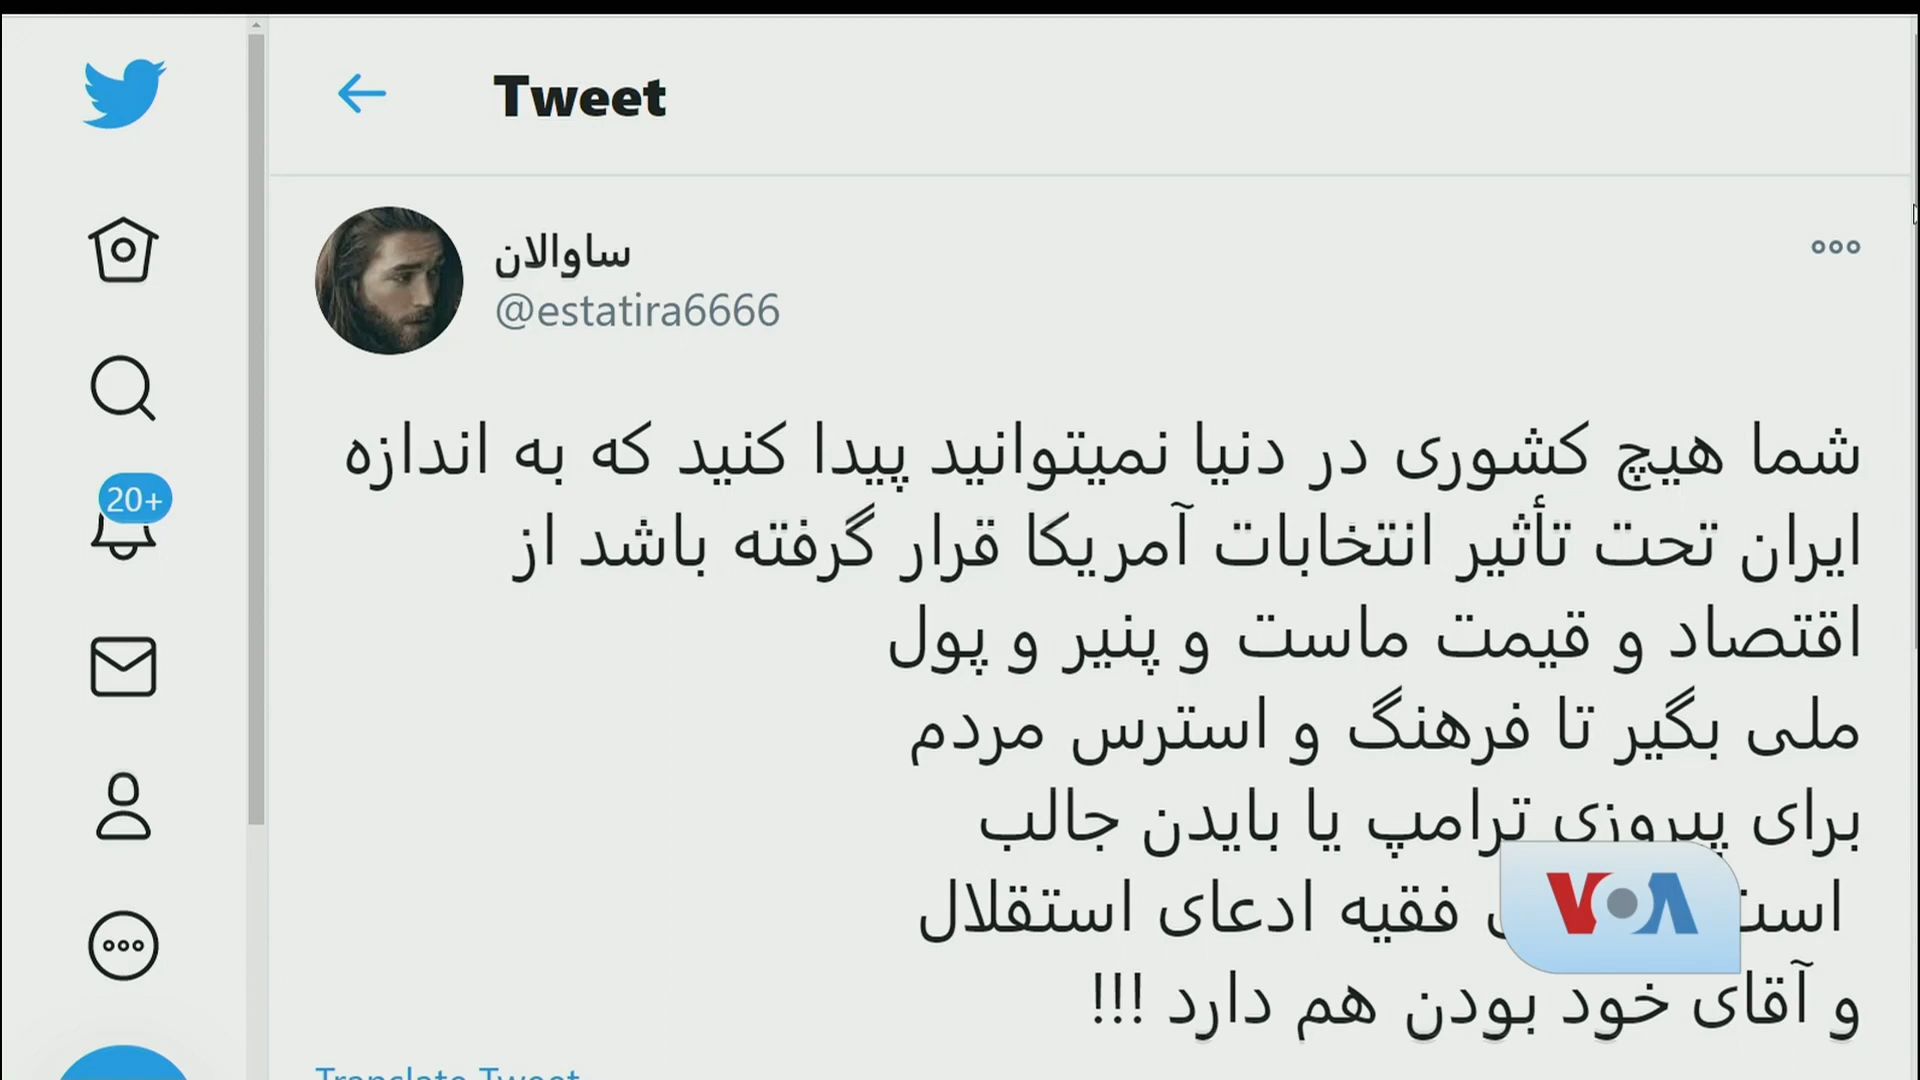 Tweet
ساوالان
@estatira6666
شما هیچ کشوری در دنیا نمیتوانید پیدا کنید که به اندازه
ایران تحت تأثیر انتخابات آمریکا قرار گرفته باشد از
اقتصاد و قیمت ماست و پنیر و پول
ملی بگیر تا فرهنگ و استرس مردم
برای پیروزی ترامپ یا بایدن جالب
فقیه ادعای استقلال
و آقای خود بودن هم دارد !!!
Translate Tweet
20+
VOA